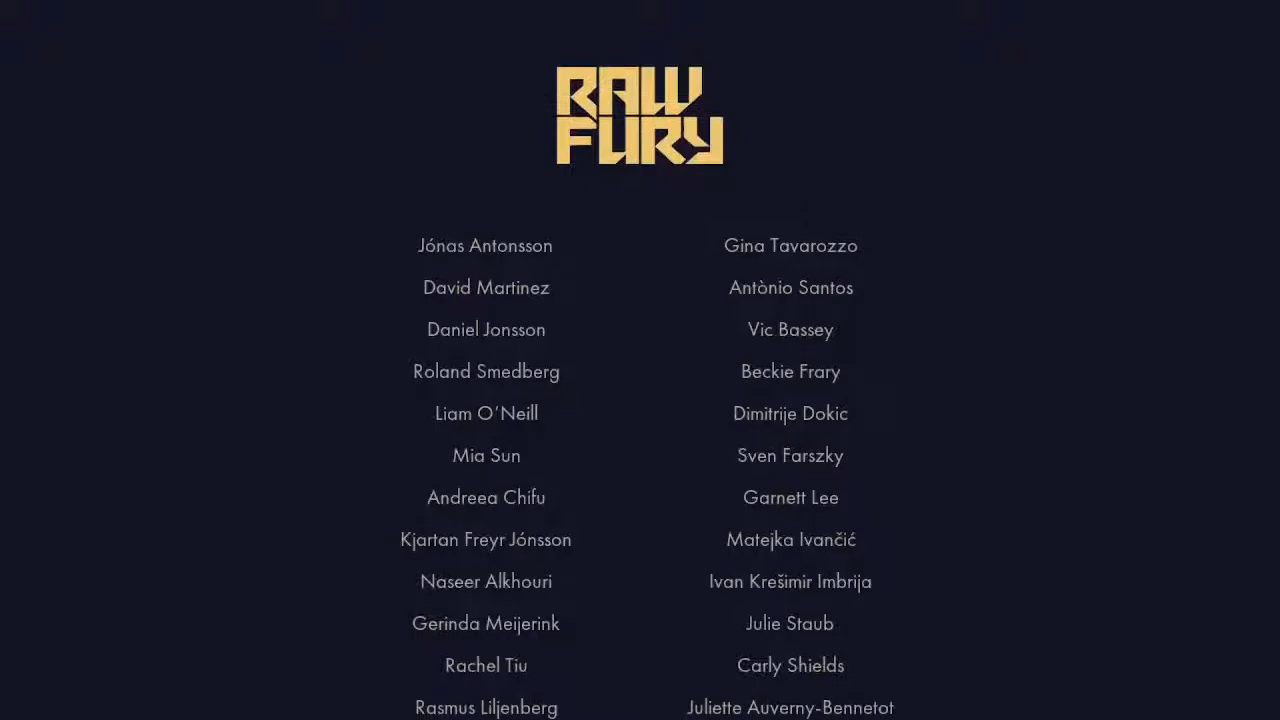 RAW
FURY
Jónas Antonsson
Gina Tavarozzo
David Martinez
Antònio Santos
Daniel Jonsson
Vic Bassey
Roland Smedberg
Beckie Frary
Liam O'Neill
Dimitrije Dokic
Mia Sun
Sven Farszky
Andreea Chifu
Garnett Lee
Kjartan Freyr Jónsson
Matejka Ivančić
Naseer Alkhouri
Ivan Krešimir Imbrija
Gerinda Meijerink
Julie Staub
Rachel Tiu
Carly Shields
Rasmus Liljenberg
Juliette Auverny-Bennetot